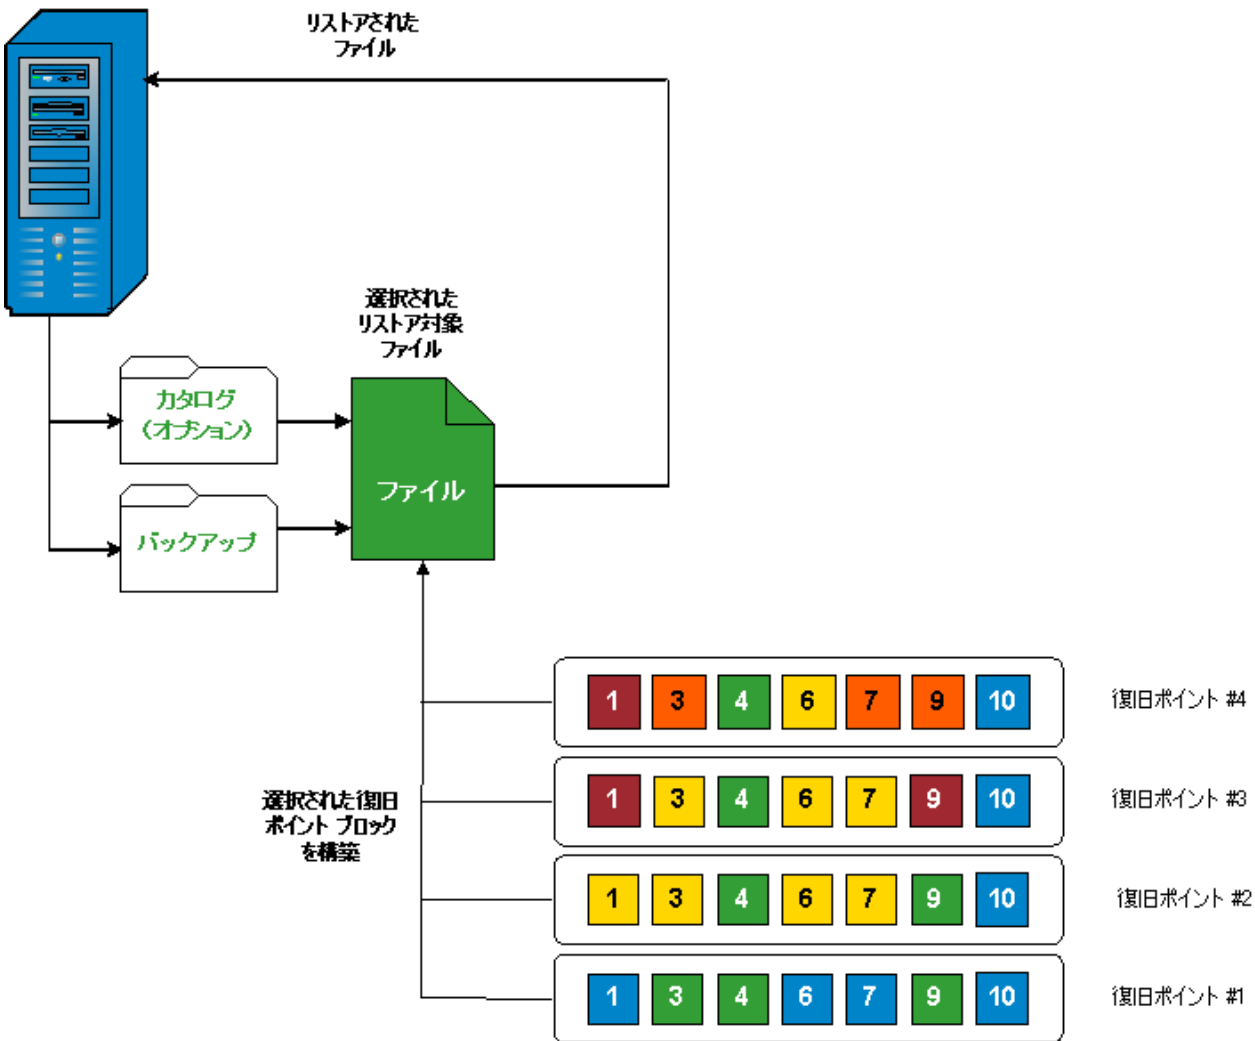 リストアされた
ファイル
選択された
リストア対象
ファイル
カタログ
(オプション)
ファイル
バックアップ
1 3 4 6 7 9 10
復旧ポイント #4
選択された復旧
ポイント ブロック
を構築
1 3 4 6 7 9 10
復旧ポイント #3
1 3 4 6 7 9 10
復旧ポイント #2
1 3 4 6 7 9 10
復旧ポイント #1